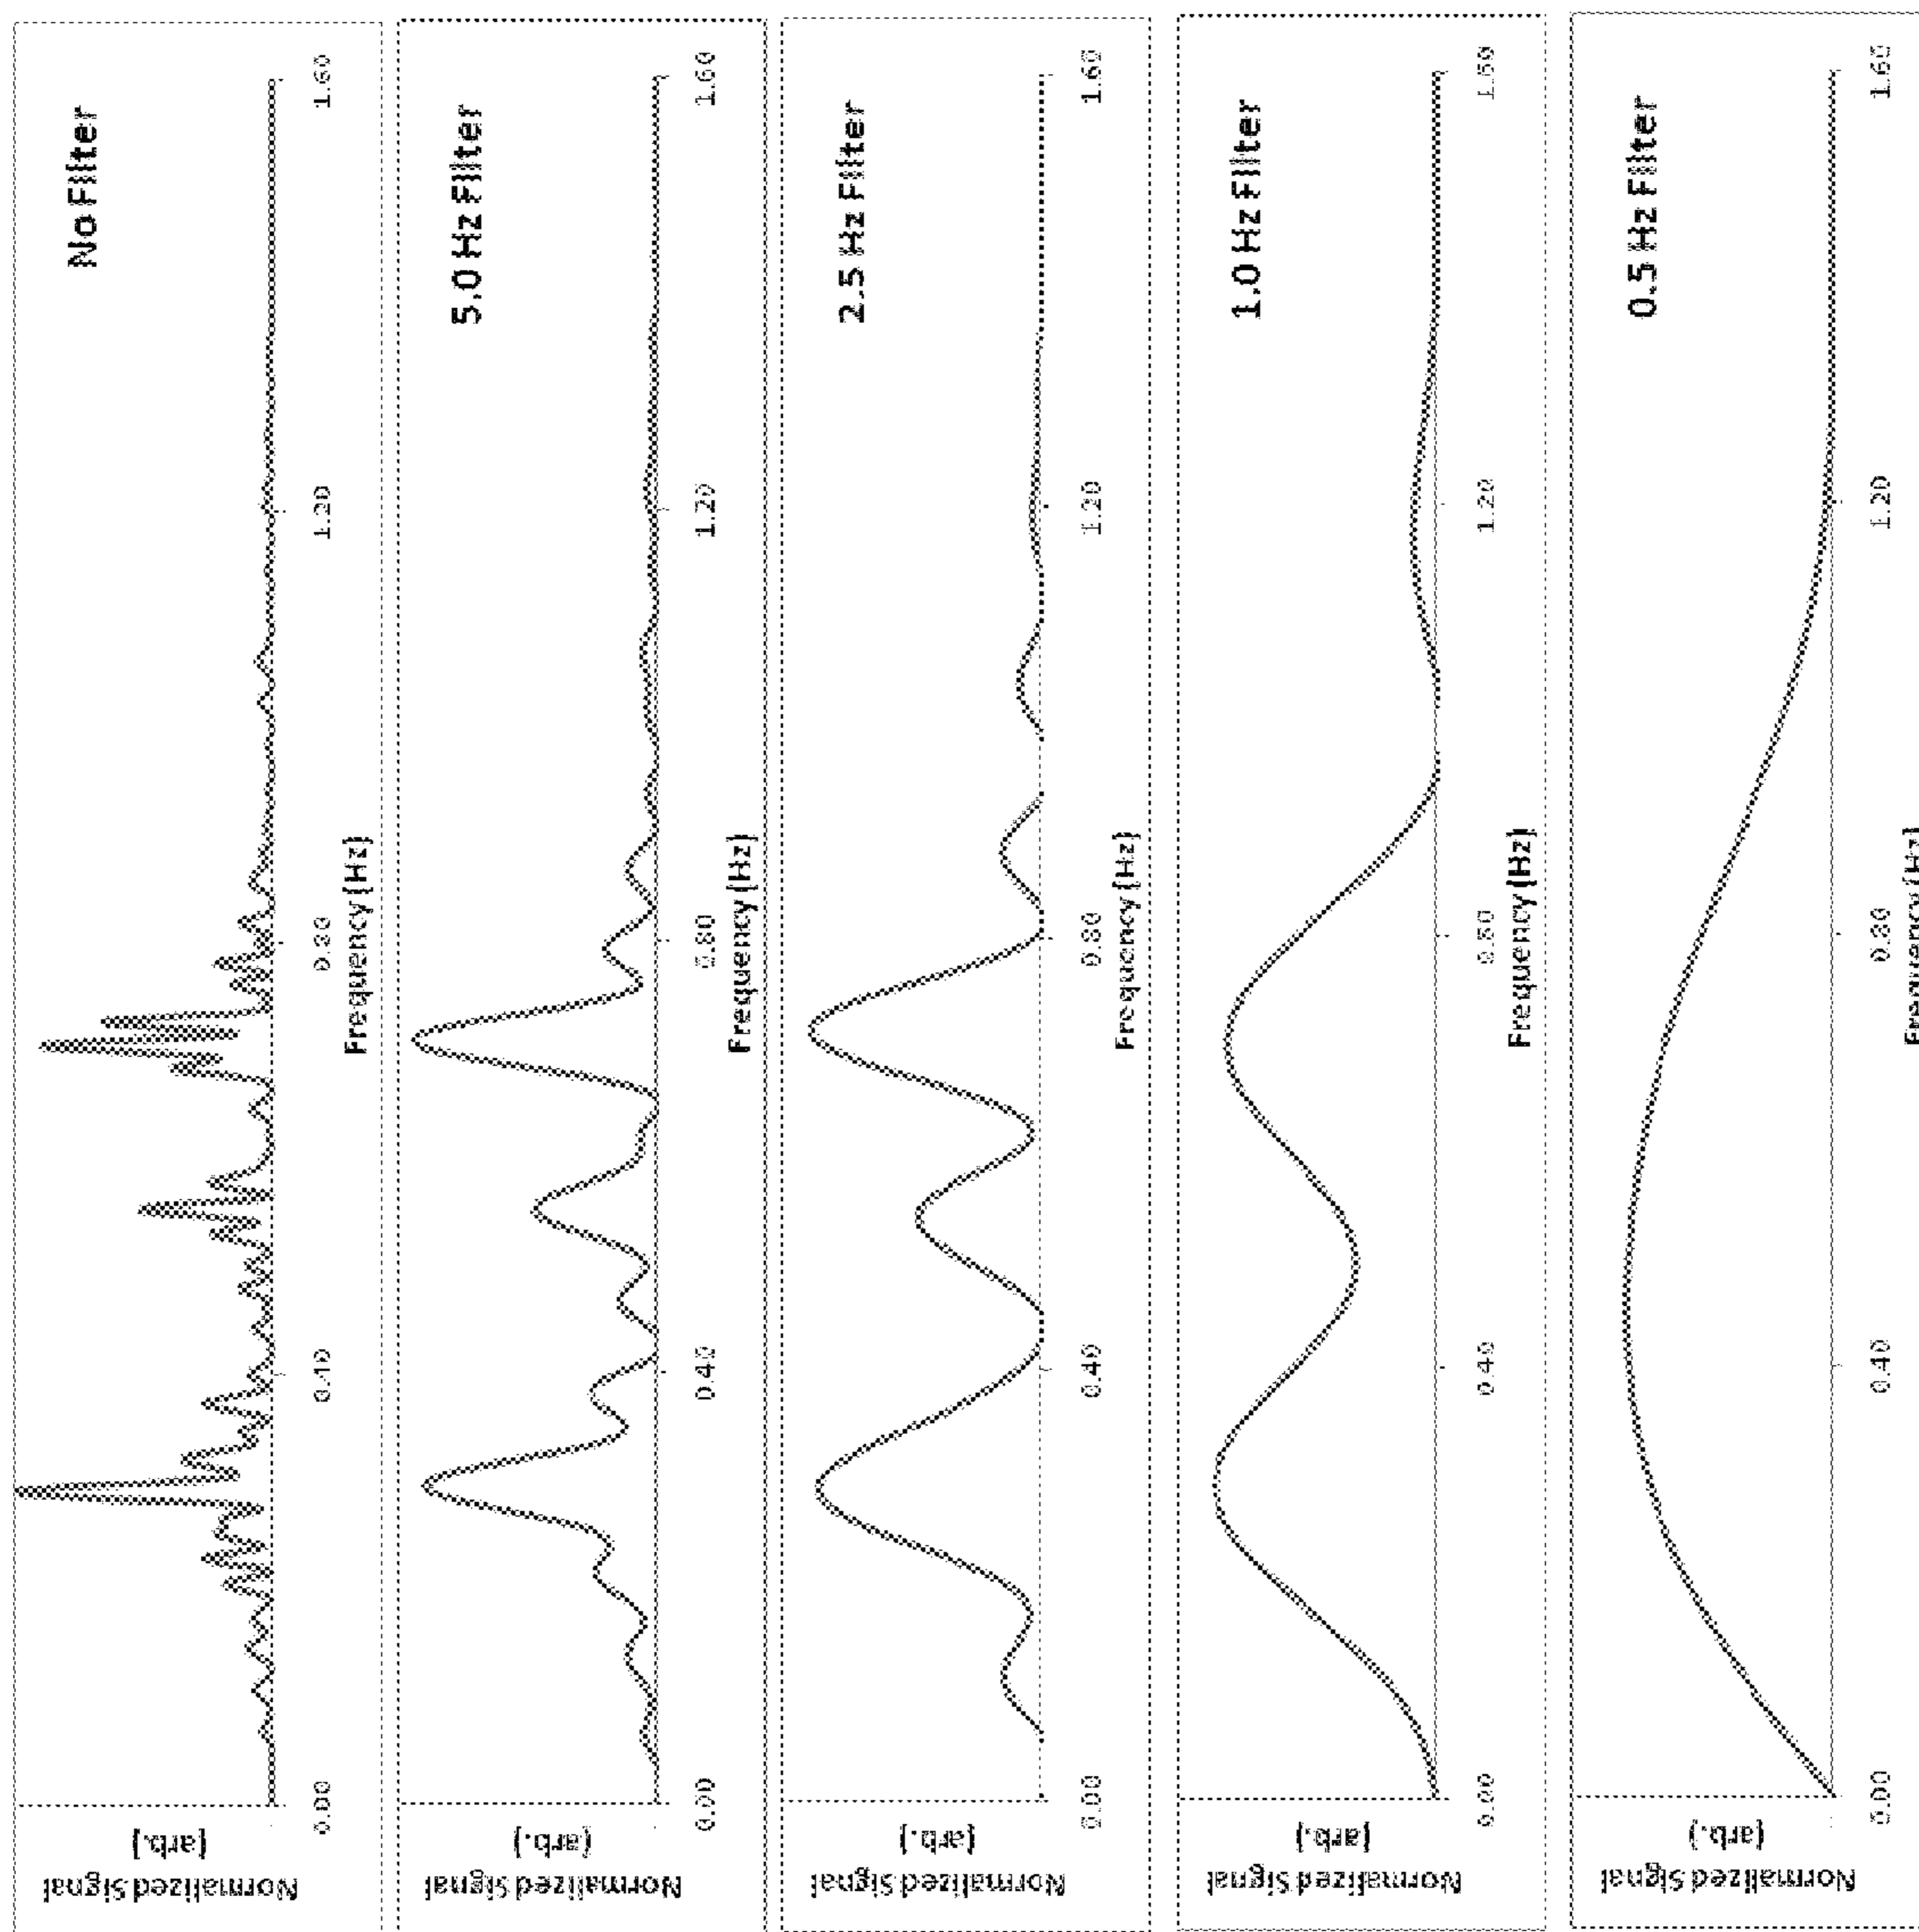 No Filter
Normalized Signal
(arb.)
0.00
0.40
0.80
1.20
1.60
Frequency (Hz)
5.0 Hz Filter
Normalized Signal
(arb.)
0.00
0.40
0.80
1.20
1.60
Frequency (Hz)
2.5 Hz Filter
Normalized Signal
(arb.)
0.00
0.40
0.80
1.20
1.60
Frequency (Hz)
1.0 Hz Filter
Normalized Signal
(arb.)
0.00
0.40
0.80
1.20
1.60
Frequency (Hz)
0.5 Hz Filter
Normalized Signal
(arb.)
0.00
0.40
0.80
1.20
1.60
Frequency (Hz)